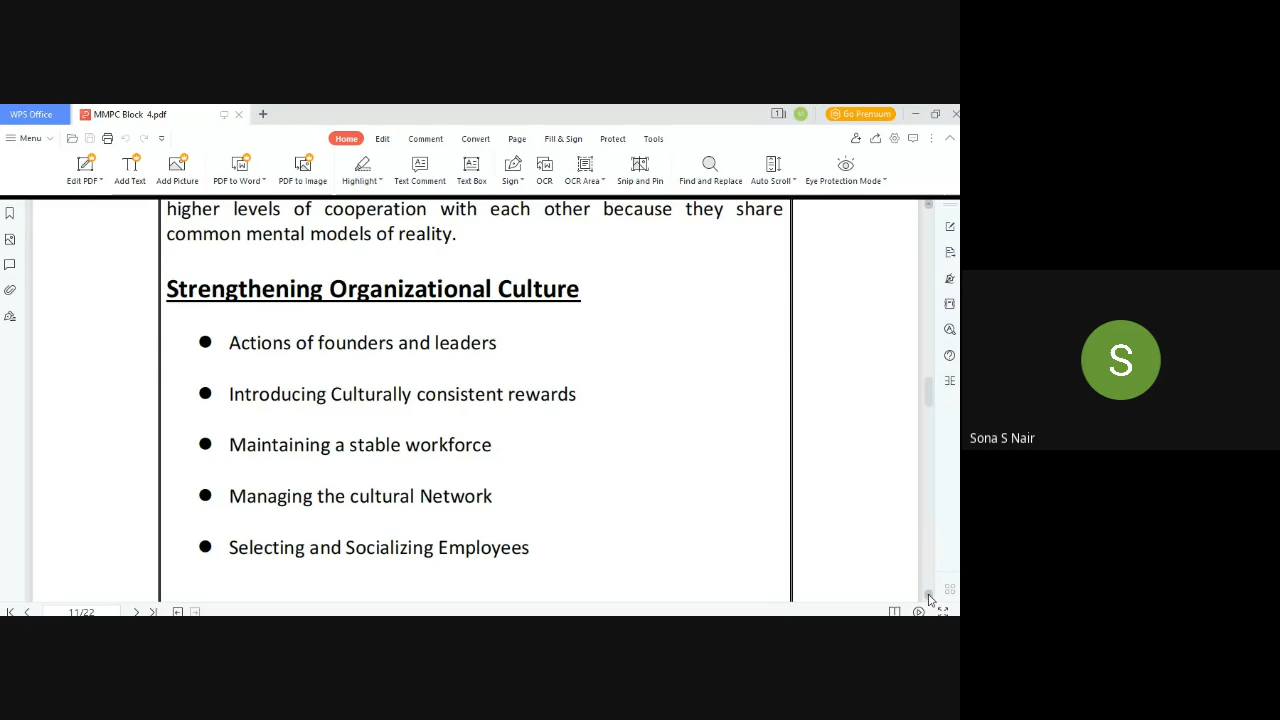 WPS Office MMPC Block 4.pdf Go Premium
Menu Home Edit Comment Convert Page Fill & Sign Protect Tools
Edit PDF Add Text Add Picture PDF to Word PDF to Image Highlight Text Comment Text Box Sign OCR OCR Area Snip and Pin Find and Replace Auto Scroll Eye Protection Mode
higher levels of cooperation with each other because they share
common mental models of reality.
Strengthening Organizational Culture
● Actions of founders and leaders
● Introducing Culturally consistent rewards
● Maintaining a stable workforce
● Managing the cultural Network
● Selecting and Socializing Employees
11/22
S
Sona S Nair